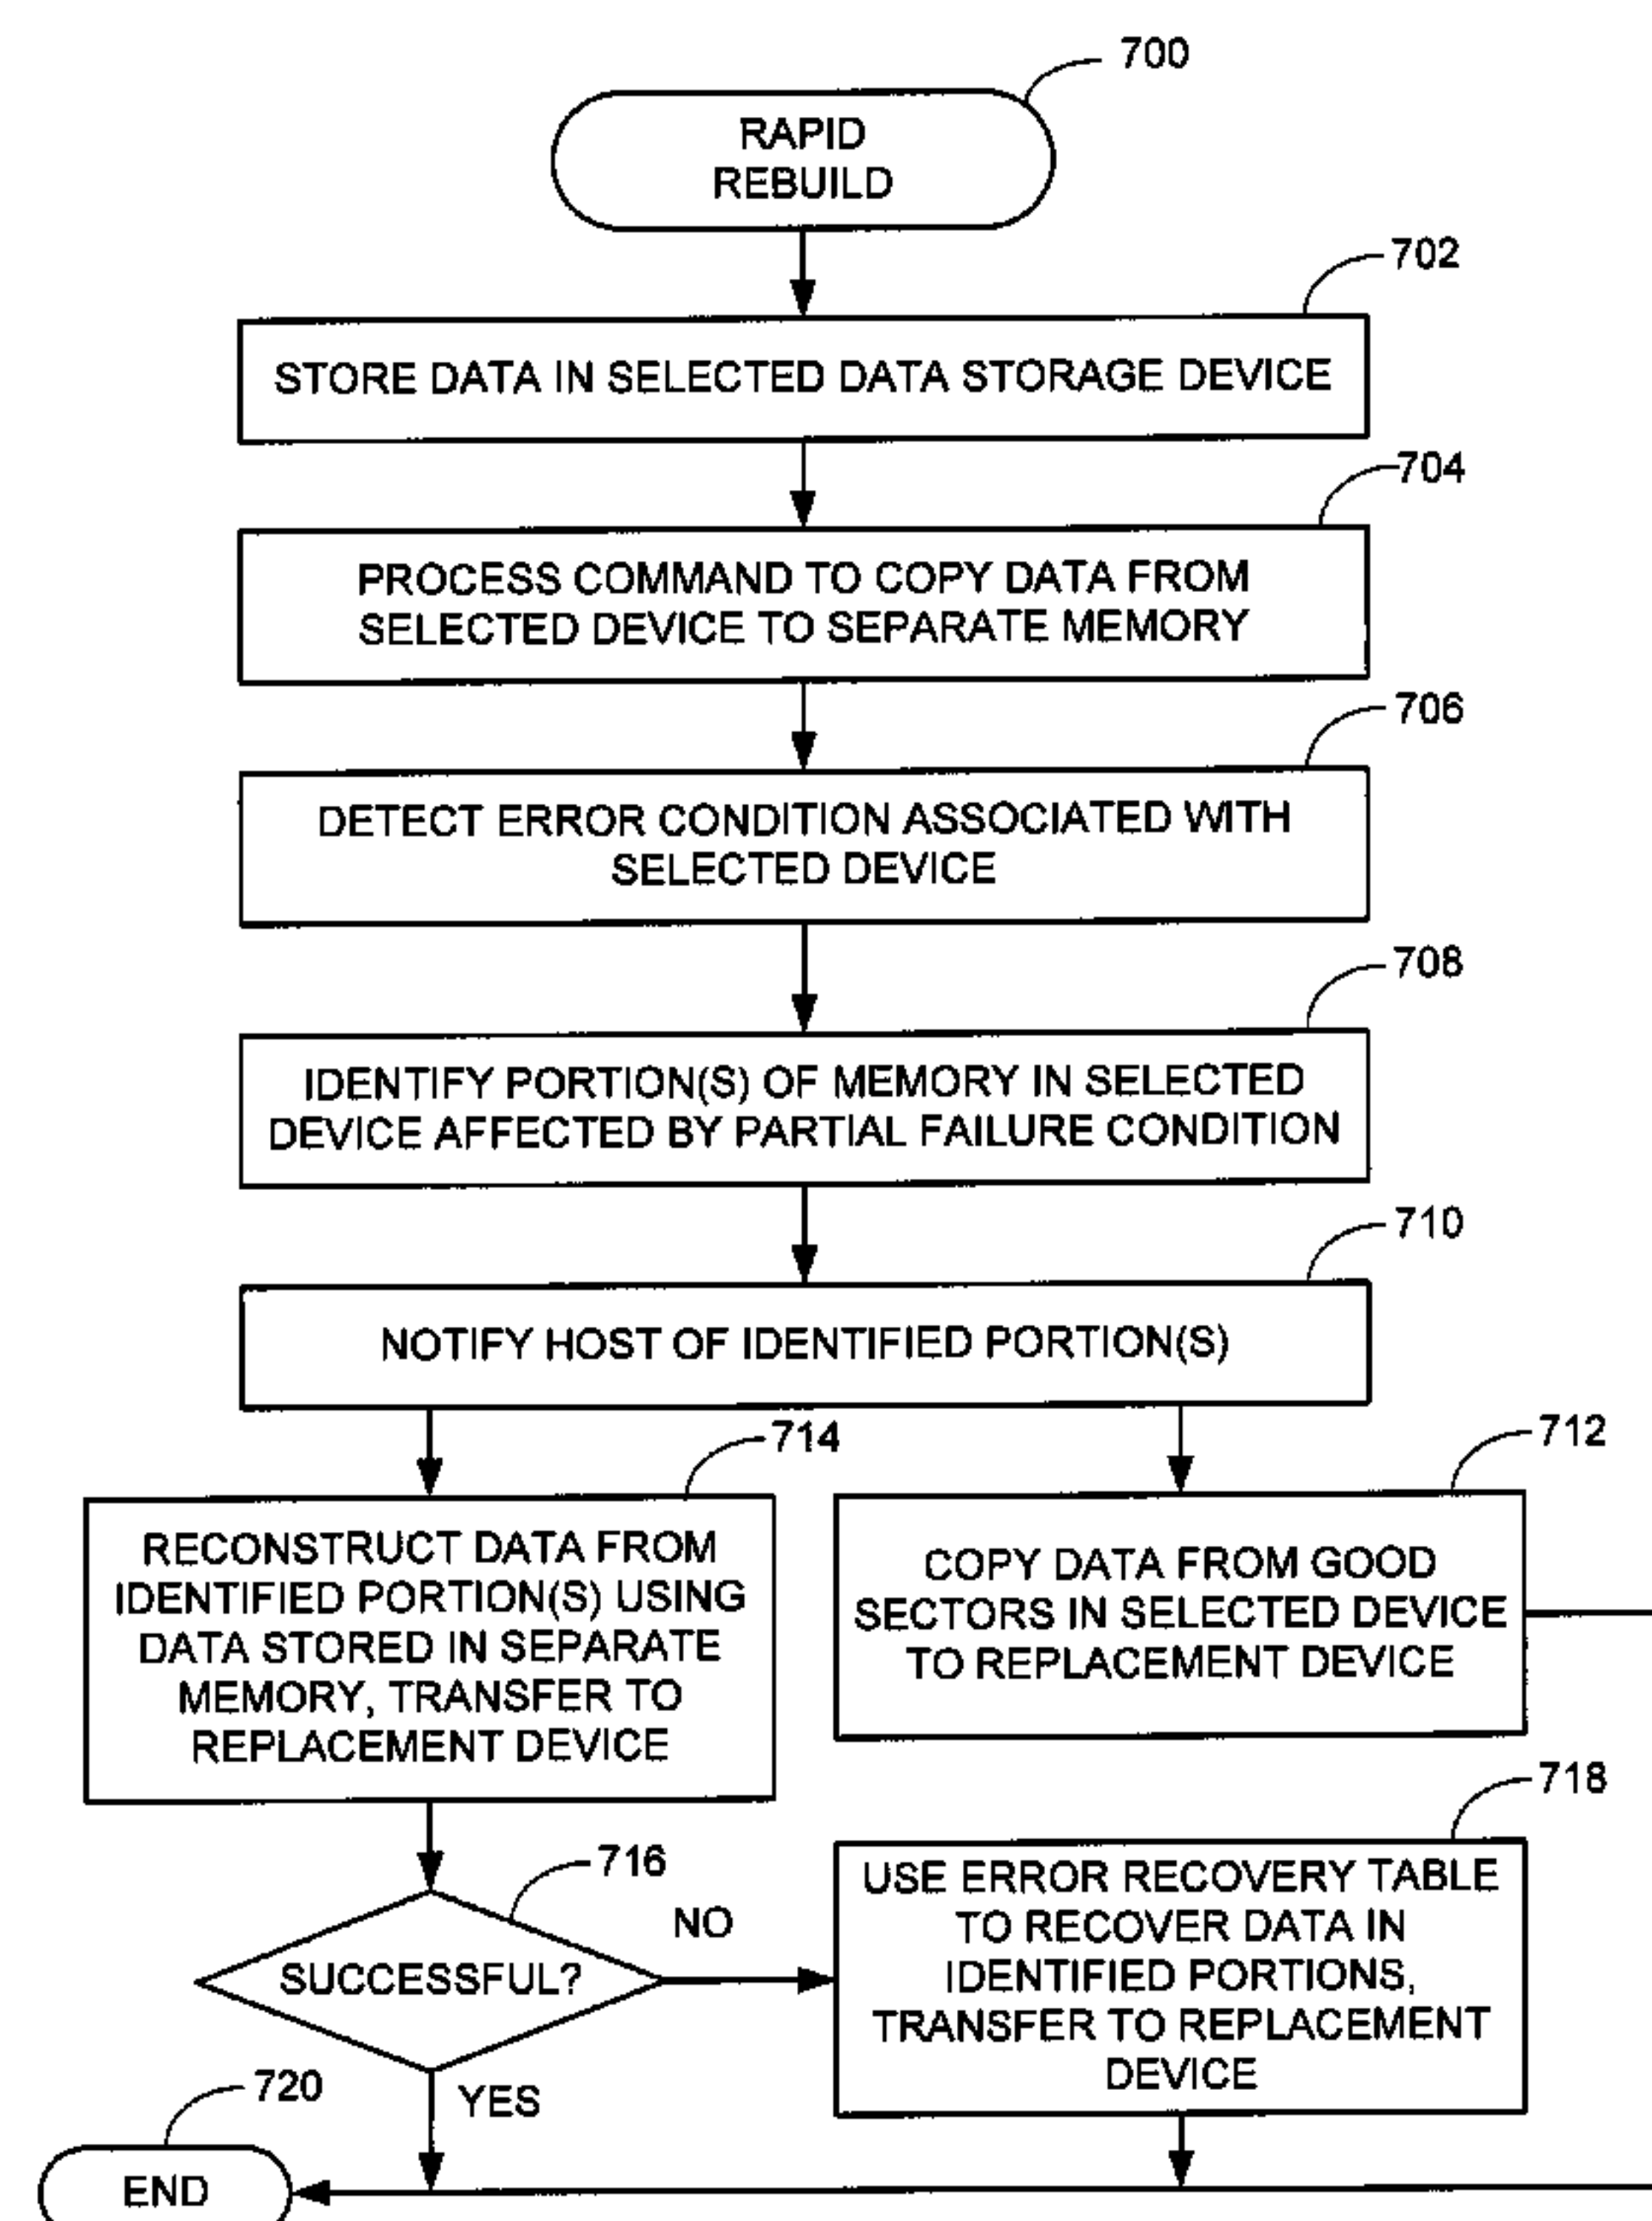 700
RAPID
REBUILD
702
STORE DATA IN SELECTED DATA STORAGE DEVICE
704
PROCESS COMMAND TO COPY DATA FROM
SELECTED DEVICE TO SEPARATE MEMORY
706
DETECT ERROR CONDITION ASSOCIATED WITH
SELECTED DEVICE
708
IDENTIFY PORTION(S) OF MEMORY IN SELECTED
DEVICE AFFECTED BY PARTIAL FAILURE CONDITION
710
NOTIFY HOST OF IDENTIFIED PORTION(S)
714
RECONSTRUCT DATA FROM
IDENTIFIED PORTION(S) USING
DATA STORED IN SEPARATE
MEMORY, TRANSFER TO
REPLACEMENT DEVICE
712
COPY DATA FROM GOOD
SECTORS IN SELECTED DEVICE
TO REPLACEMENT DEVICE
716
SUCCESSFUL?
NO
718
USE ERROR RECOVERY TABLE
TO RECOVER DATA IN
IDENTIFIED PORTIONS,
TRANSFER TO REPLACEMENT
DEVICE
YES
720
END